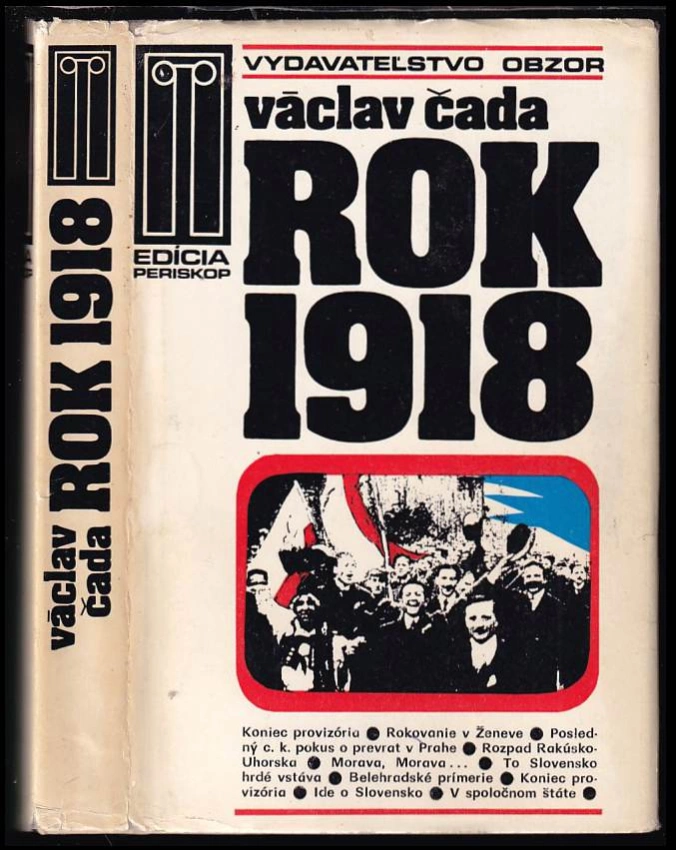 VYDAVATEĽSTVO OBZOR
václav čada
ROK
1918
EDÍCIA
PERISKOP
Koniec provizória ● Rokovanie v Ženeve ● Posled-
ný c. k. pokus o prevrat v Prahe ● Rozpad Rakúsko-
Uhorska ● Morava, Morava... ● To Slovensko
hrdé vstáva ● Belehradské prímerie ● Koniec pro-
vizória ● Ide o Slovensko ● V spoločnom štáte ●
václav
čada
ROK 1918